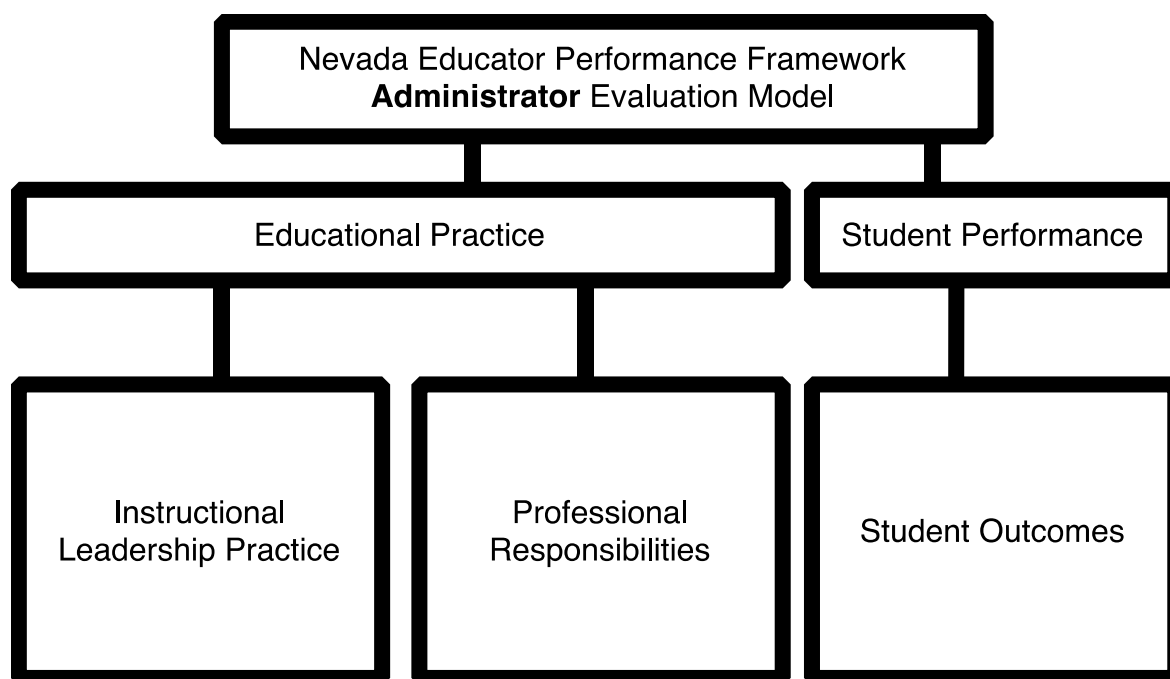 Nevada Educator Performance Framework
Administrator Evaluation Model
Educational Practice
Student Performance
Instructional
Leadership Practice
Professional
Responsibilities
Student Outcomes